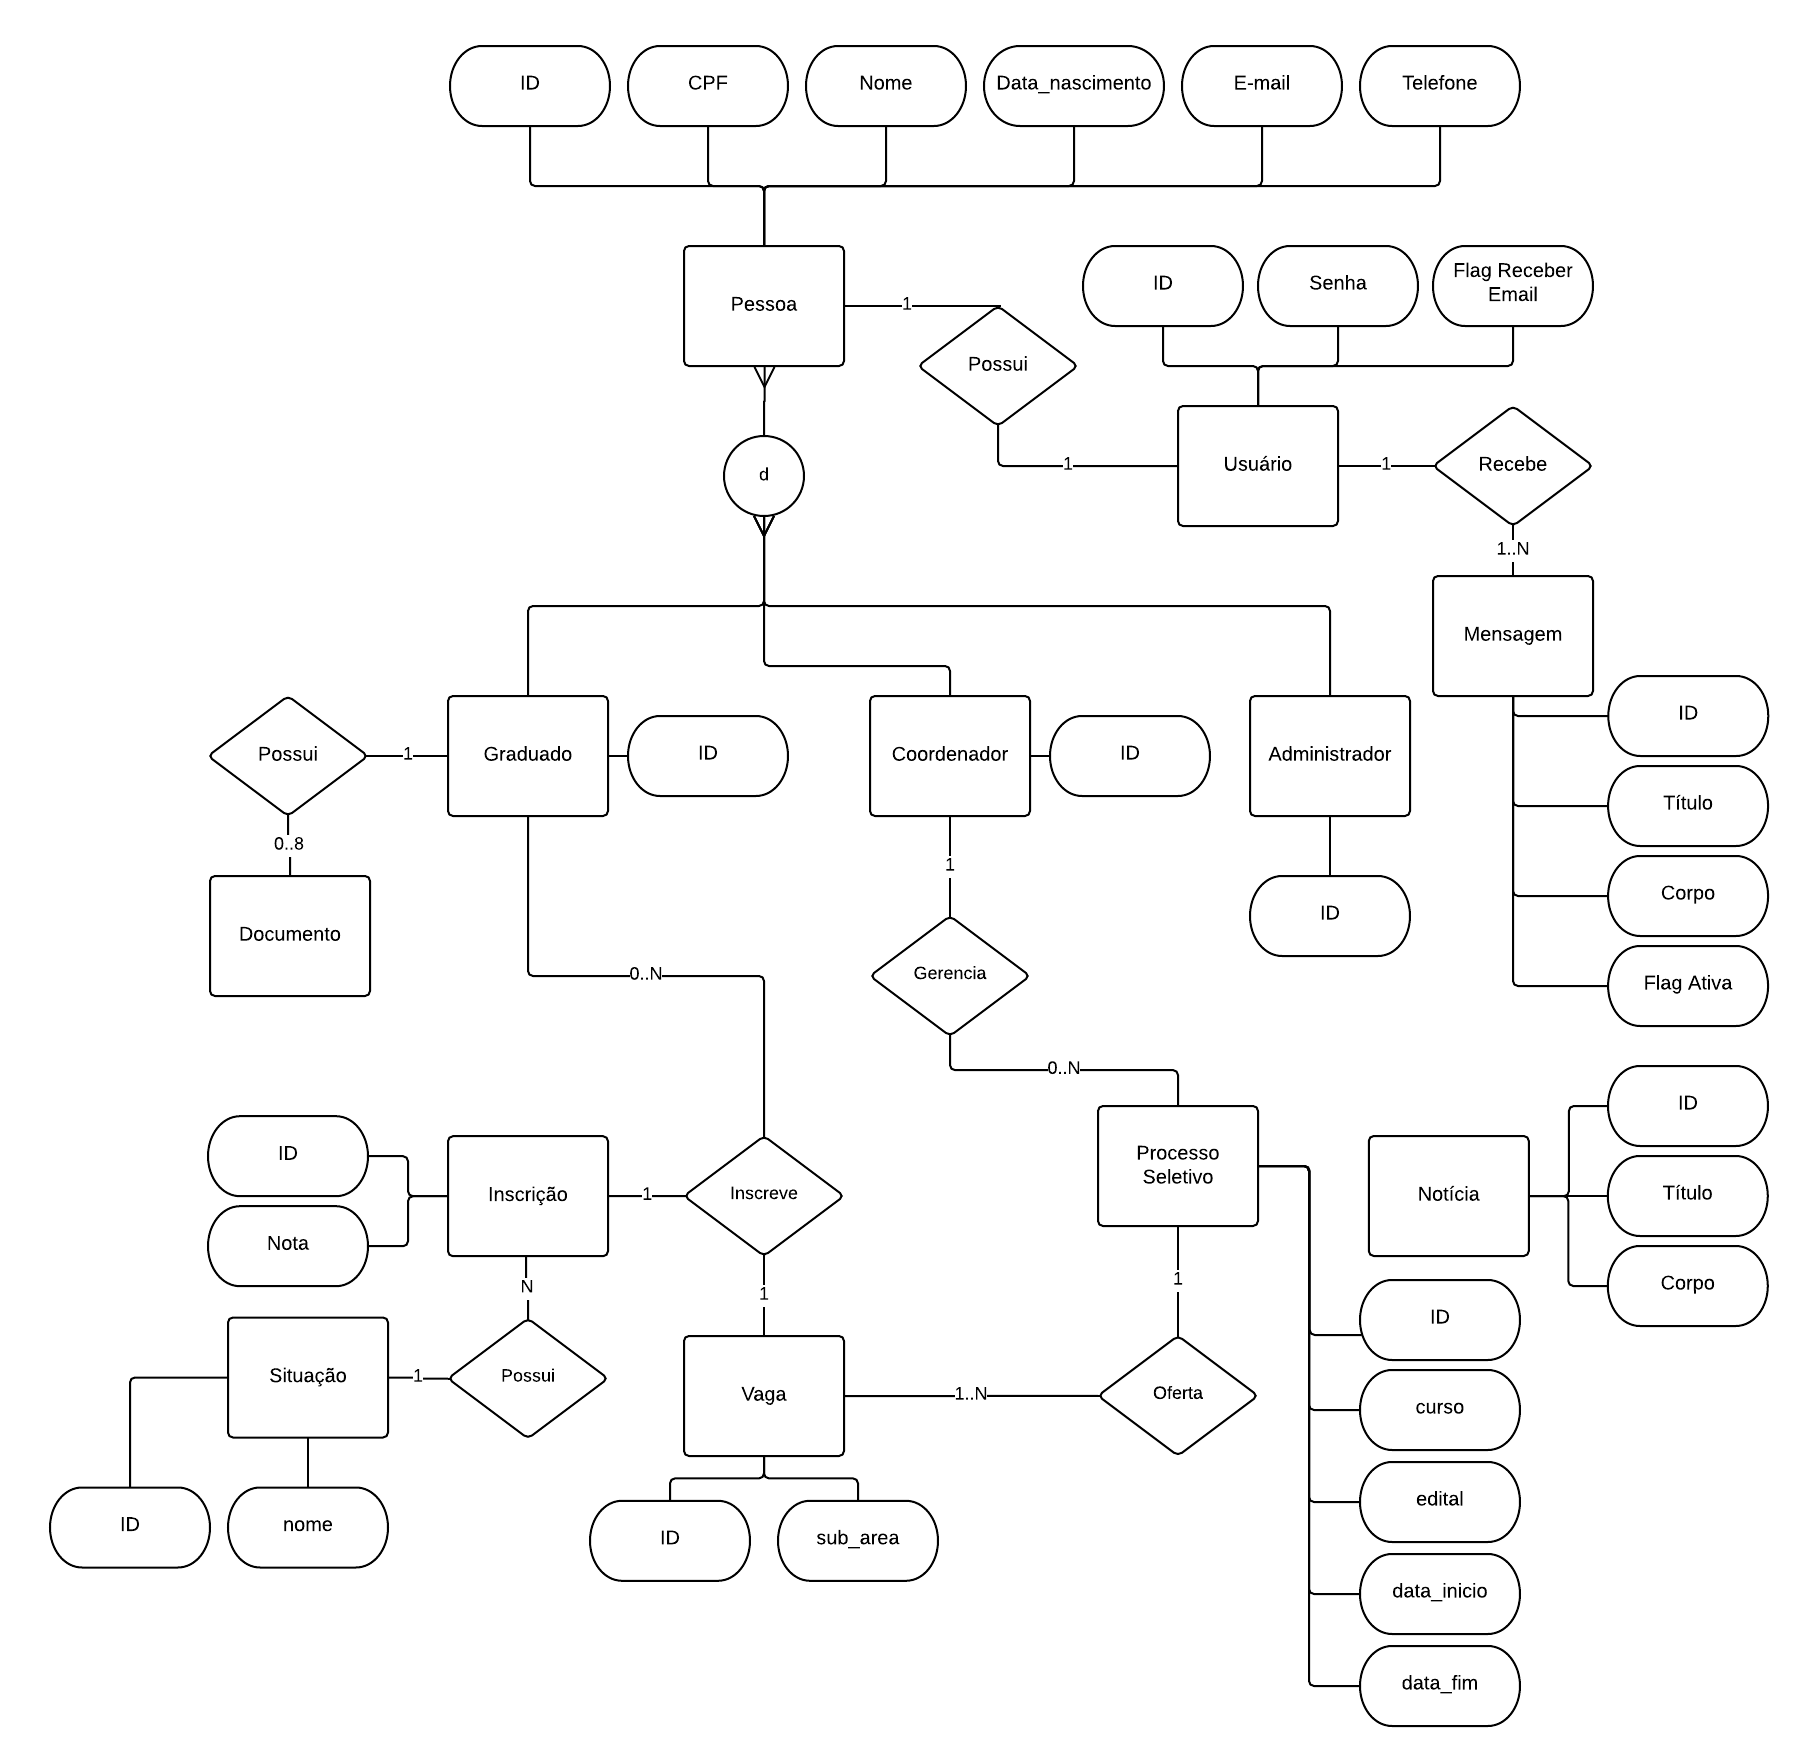 ID
CPF
Nome
Data_nascimento
E-mail
Telefone
Pessoa
1
Possui
ID
Senha
Flag Receber
Email
d
1
Usuário
1
Recebe
1..N
Mensagem
Possui
1
Graduado
ID
Coordenador
ID
Administrador
ID
Título
Corpo
Flag Ativa
0..8
Documento
1
ID
0..N
Gerencia
0..N
ID
Nota
Inscrição
1
Inscreve
Processo
Seletivo
Notícia
ID
Título
Corpo
N
1
1
ID
curso
edital
data_inicio
data_fim
Situação
1
Possui
Vaga
1..N
Oferta
ID
nome
ID
sub_area